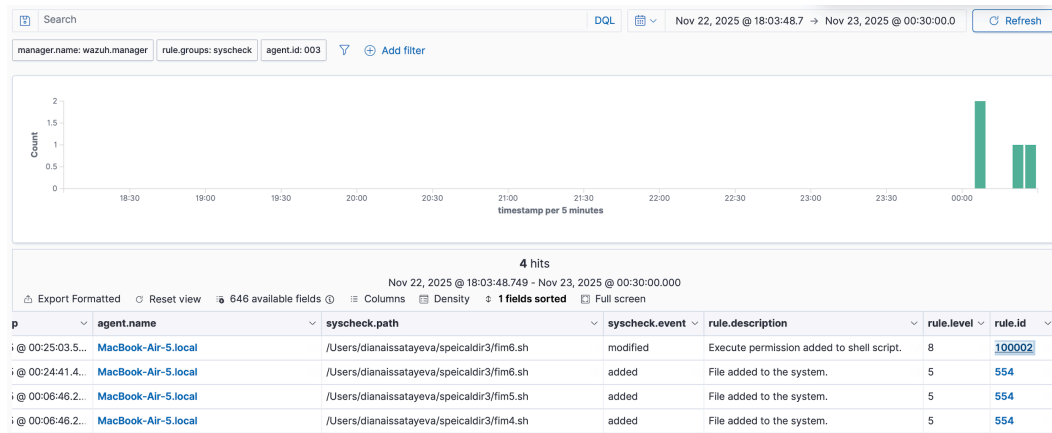 Search DQL Nov 22, 2025 @ 18:03:48.7 → Nov 23, 2025 @ 00:30:00.0 Refresh
manager.name: wazuh.manager rule.groups: syscheck agent.id: 003 Add filter
2
1.5
1
0.5
0
Count
18:30 19:00 19:30 20:00 20:30 21:00 21:30 22:00 22:30 23:00 23:30 00:00
timestamp per 5 minutes
4 hits
Nov 22, 2025 @ 18:03:48.749 - Nov 23, 2025 @ 00:30:00.000
Export Formatted Reset view 646 available fields Columns Density 1 fields sorted Full screen
p agent.name syscheck.path syscheck.event rule.description rule.level rule.id
@ 00:25:03.5... MacBook-Air-5.local /Users/dianaissatayeva/speicaldir3/fim6.sh modified Execute permission added to shell script. 8 100002
@ 00:24:41.4... MacBook-Air-5.local /Users/dianaissatayeva/speicaldir3/fim6.sh added File added to the system. 5 554
@ 00:06:46.2... MacBook-Air-5.local /Users/dianaissatayeva/speicaldir3/fim5.sh added File added to the system. 5 554
@ 00:06:46.2... MacBook-Air-5.local /Users/dianaissatayeva/speicaldir3/fim4.sh added File added to the system. 5 554